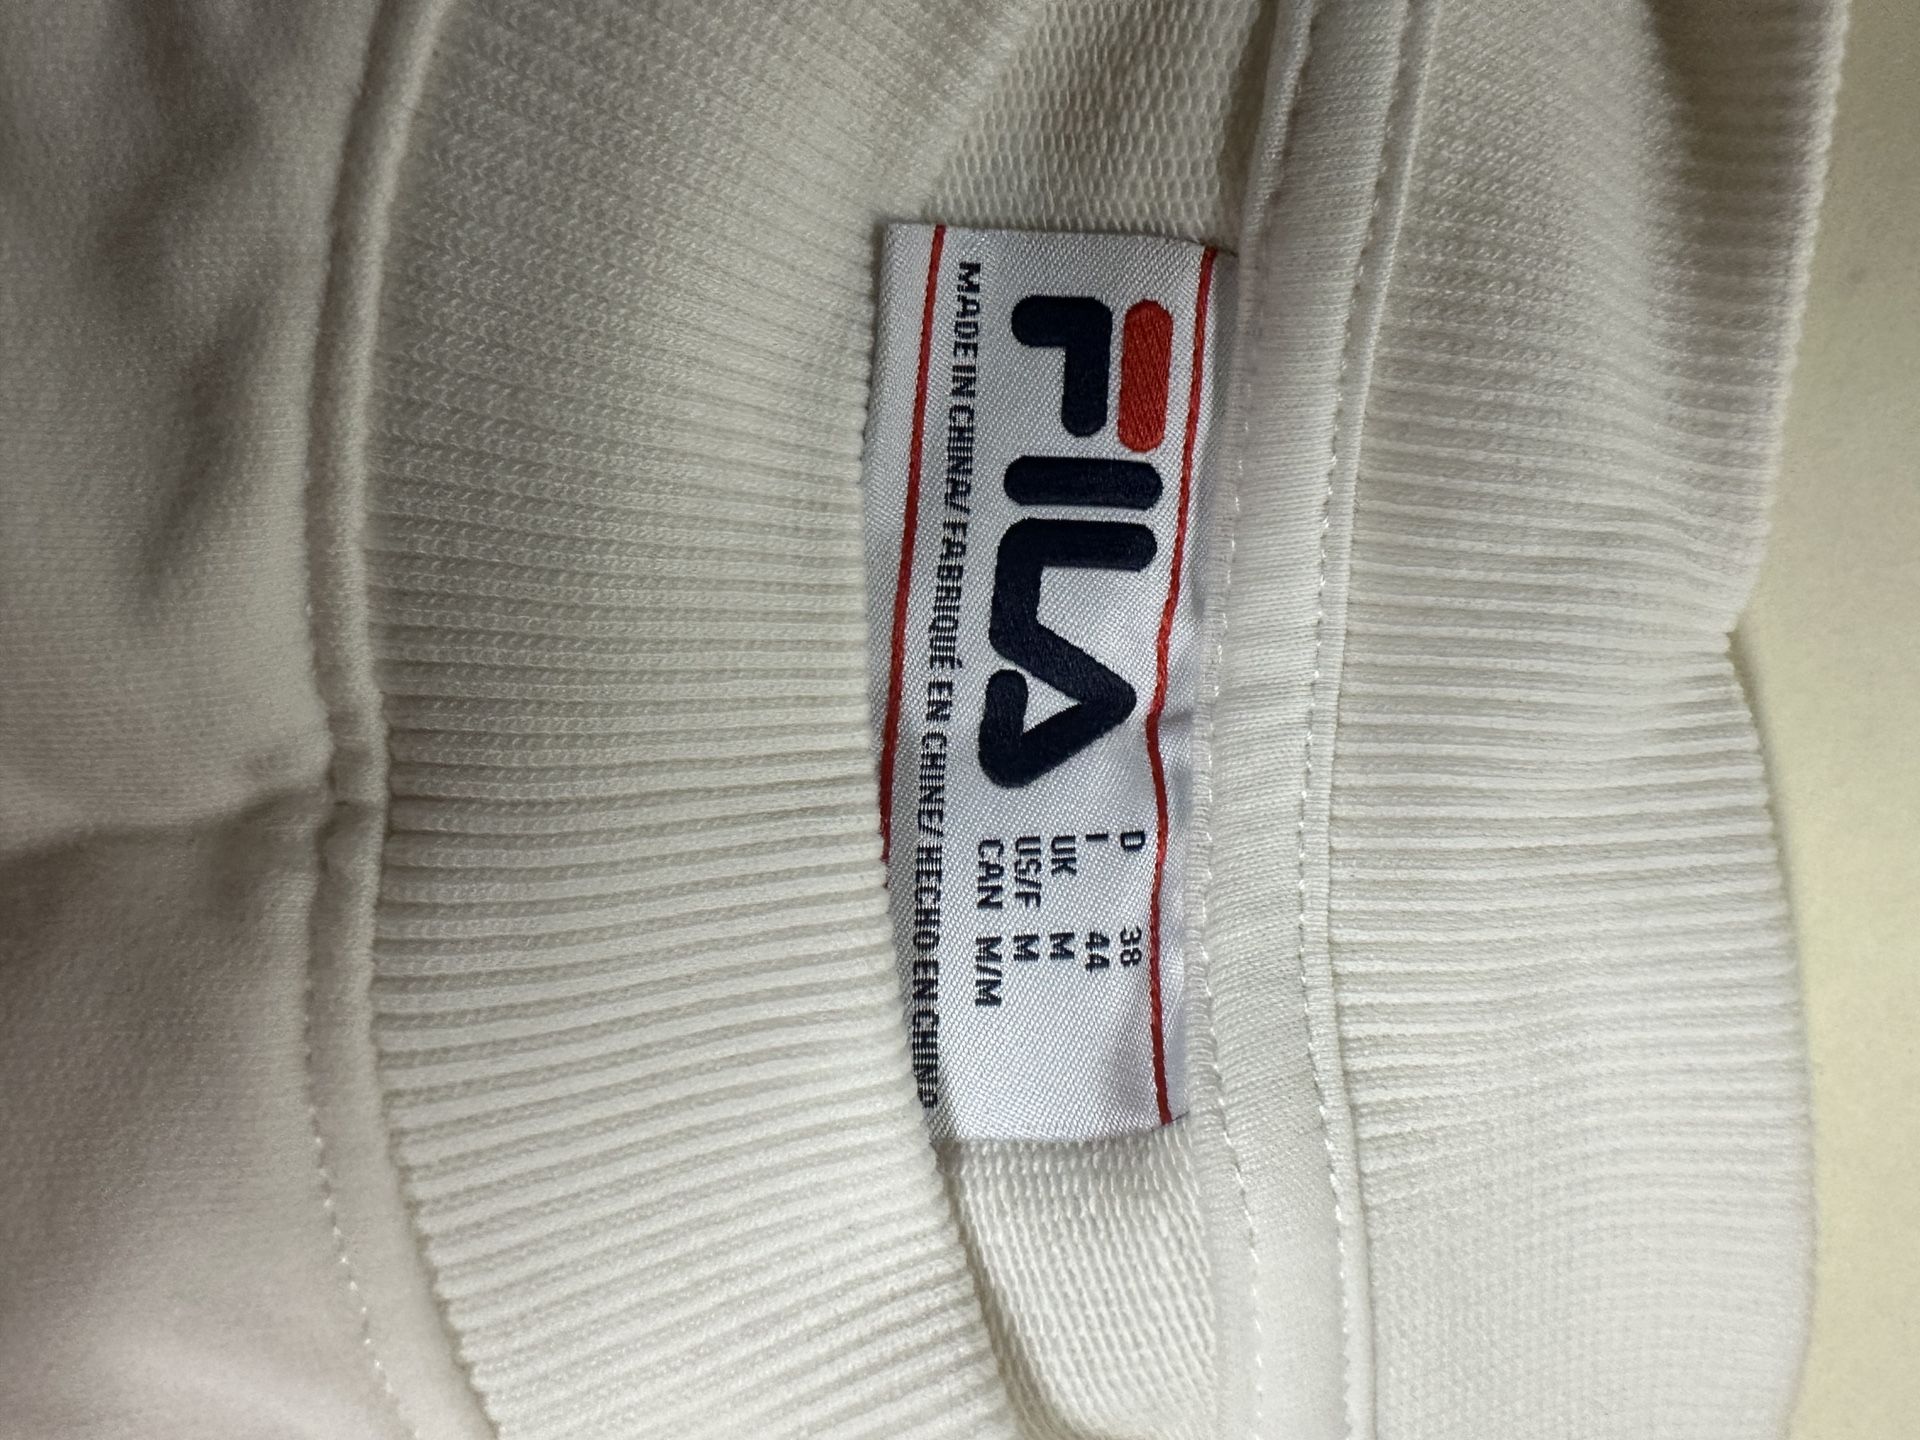 FILA
D 38
I 44
UK M
US/F M
CAN M/M
MADE IN CHINA/ FABRIQUÉ EN CHINE/ HECHO EN CHINA